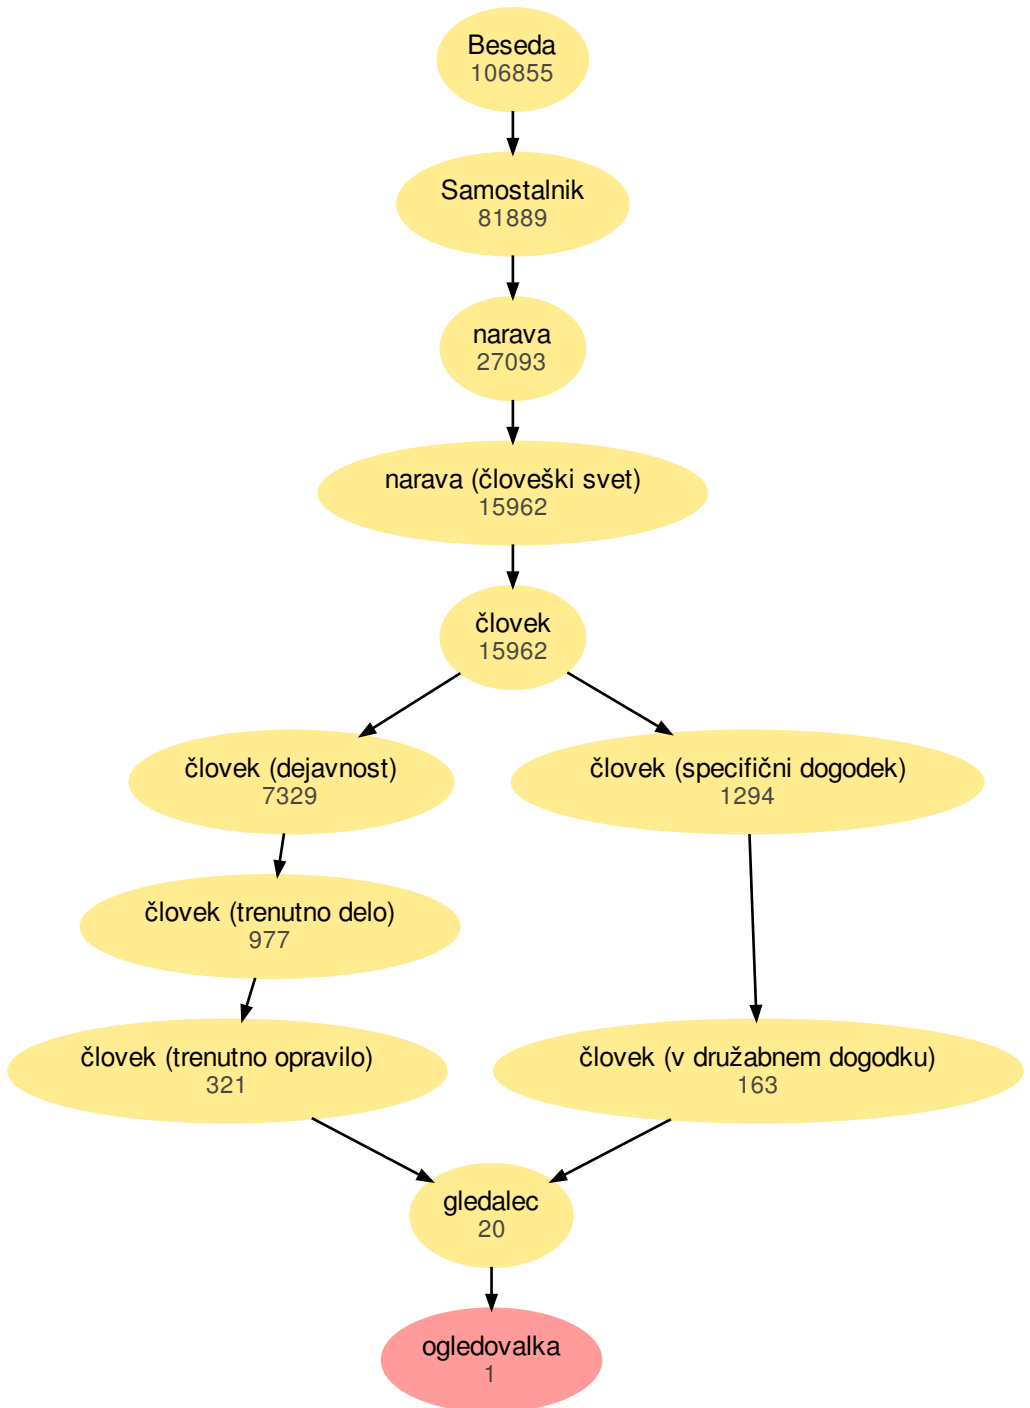 Beseda
106855
Samostalnik
81889
narava
27093
narava (človeški svet)
15962
človek
15962
človek (dejavnost)
7329
človek (specifični dogodek)
1294
človek (trenutno delo)
977
človek (trenutno opravilo)
321
človek (v družabnem dogodku)
163
gledalec
20
ogledovalka
1